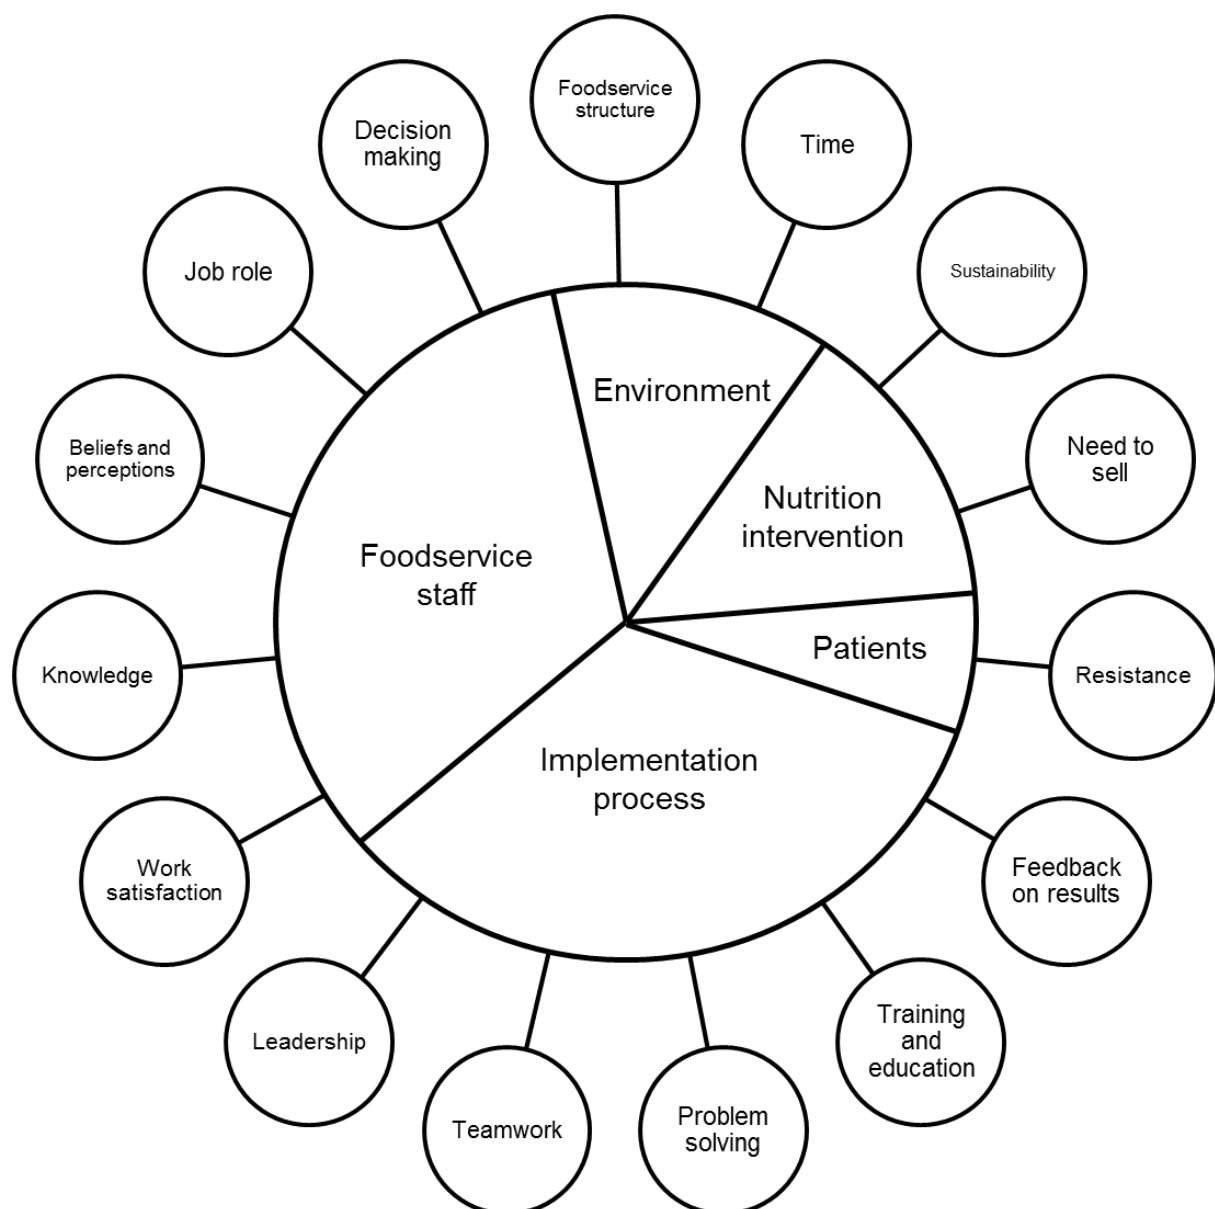 Foodservice
structure
Time
Sustainability
Need to
sell
Resistance
Feedback
on results
Training
and
education
Problem
solving
Teamwork
Leadership
Work
satisfaction
Knowledge
Beliefs and
perceptions
Job role
Decision
making
Environment
Nutrition
intervention
Patients
Implementation
process
Foodservice
staff